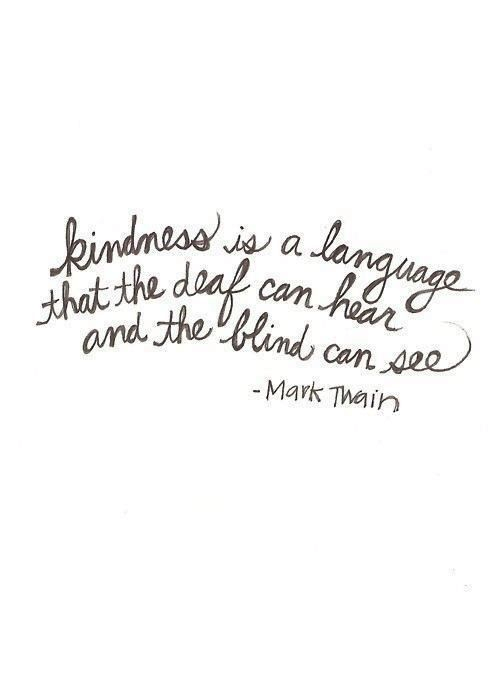 kindness is a language
that the deaf can hear
and the blind can see
- Mark Twain